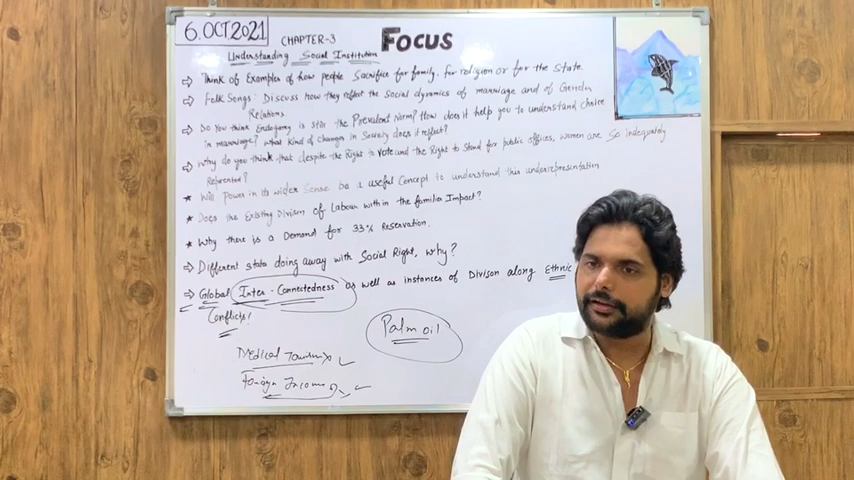 6.OCT 2021
CHAPTER-3
FOCUS
Understanding Social Institution
⇒ Think of Examples of how people Sacrifice for family. For religion or for the State.
⇒ Folk Songs: Discuss how they reflect the Social dynamics of marriage and of Gender
Relations.
⇒ Do You think Endogamy is still the Prevalent Norm? How does it help you to understand choice
in marriage? What Kind of Changes in Society does it reflect?
⇒ Why do you think that despite the Right to vote and the Right to Stand for public offices, women are so inadequately
Represented?
* Will Power in its wider Sense be a useful Concept to understand this underrepresentation
* Does the Existing Divison of Labour within the families Impact?
* Why there is a Demand for 33% Reservation.
⇒ Different state doing away with Social Right, why?
⇒ Global Inter-Connectedness as well as instances of Divison along Ethnic
Conflicts!
Palm oil
Medical Tourism
Foreign Income